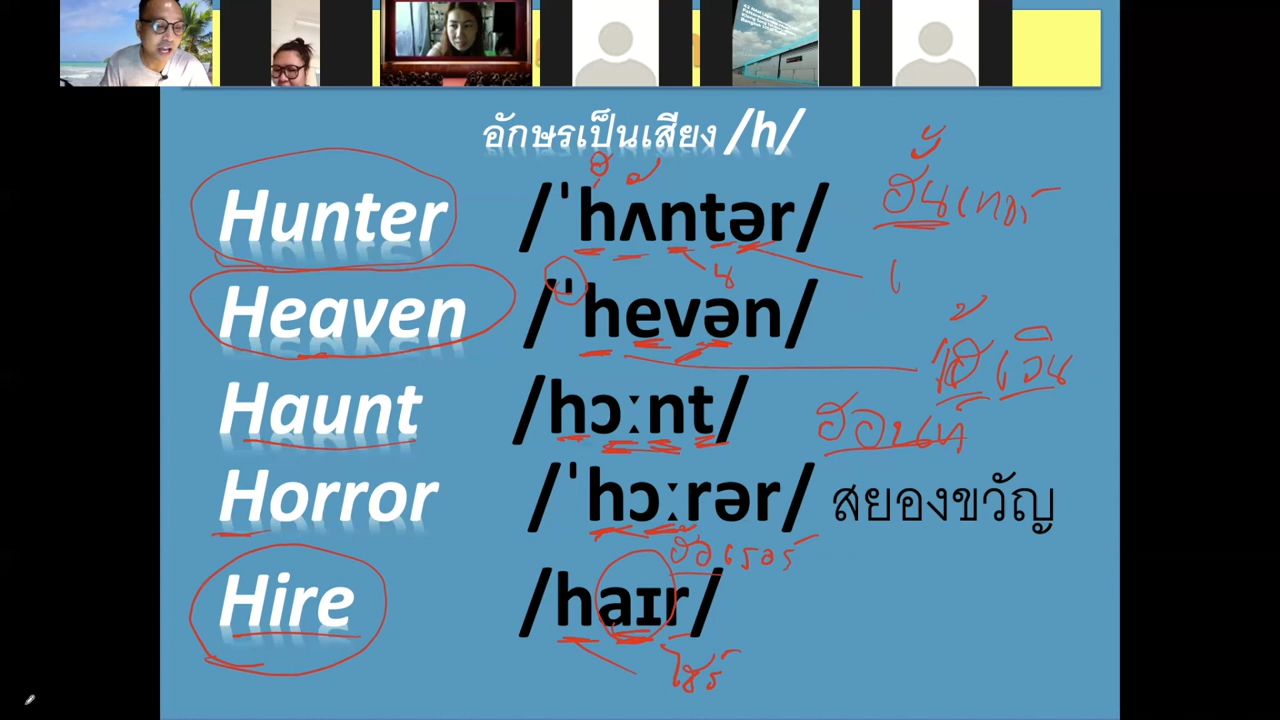 อักษรเป็นเสียง /h/
Hunter /ˈhʌntər/ ฮั้นเทอร์
น
Heaven /ˈhevən/ เฮ้เวิน
Haunt /hɔːnt/ ฮอนท์
Horror /ˈhɔːrər/ สยองขวัญ
ฮ้อเรอร์
Hire /haɪr/
ไฮร์